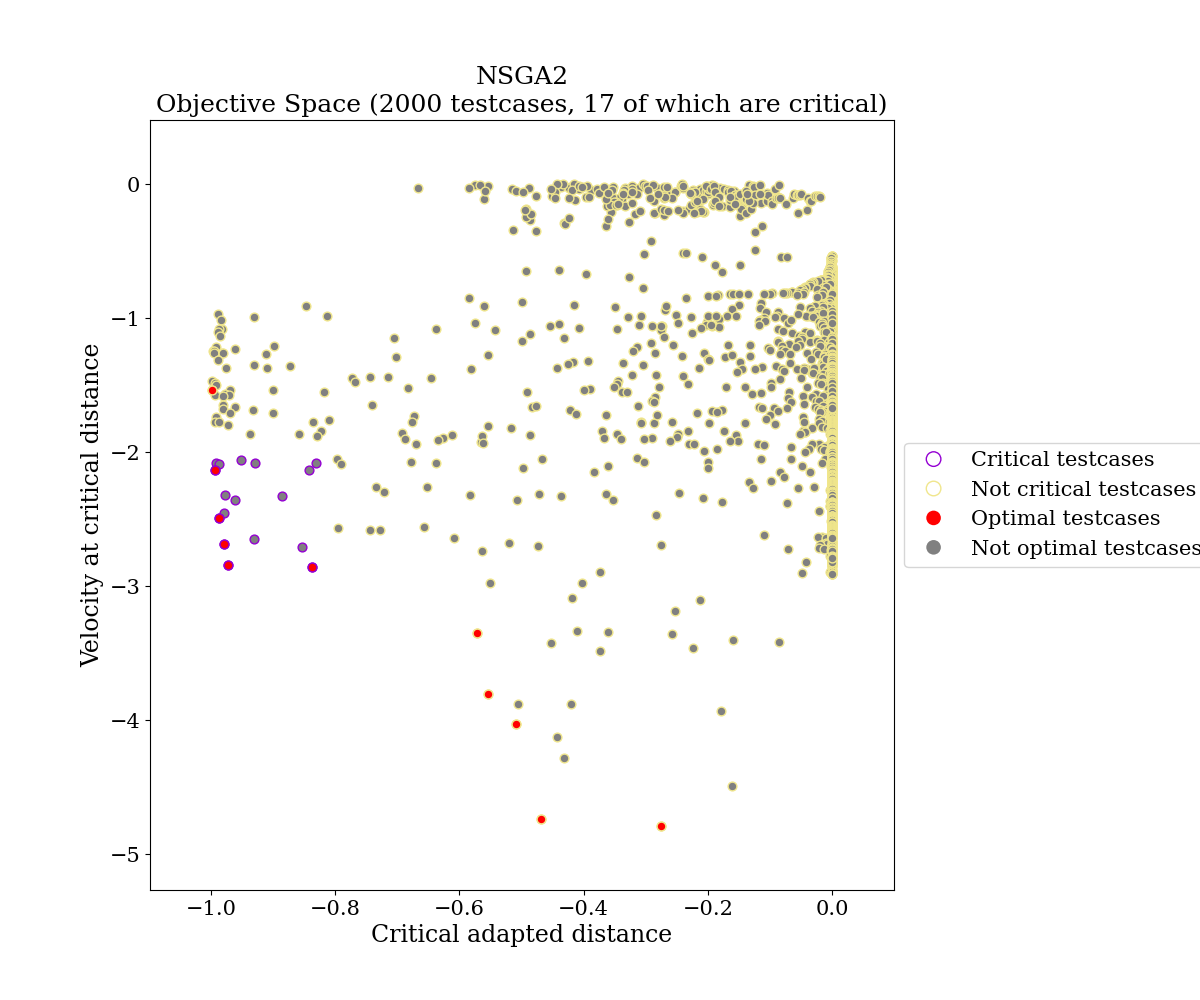 NSGA2
Objective Space (2000 testcases, 17 of which are critical)
0
−1
−2
−3
−4
−5
Velocity at critical distance
−1.0
−0.8
−0.6
−0.4
−0.2
0.0
Critical adapted distance
Critical testcases
Not critical testcases
Optimal testcases
Not optimal testcases